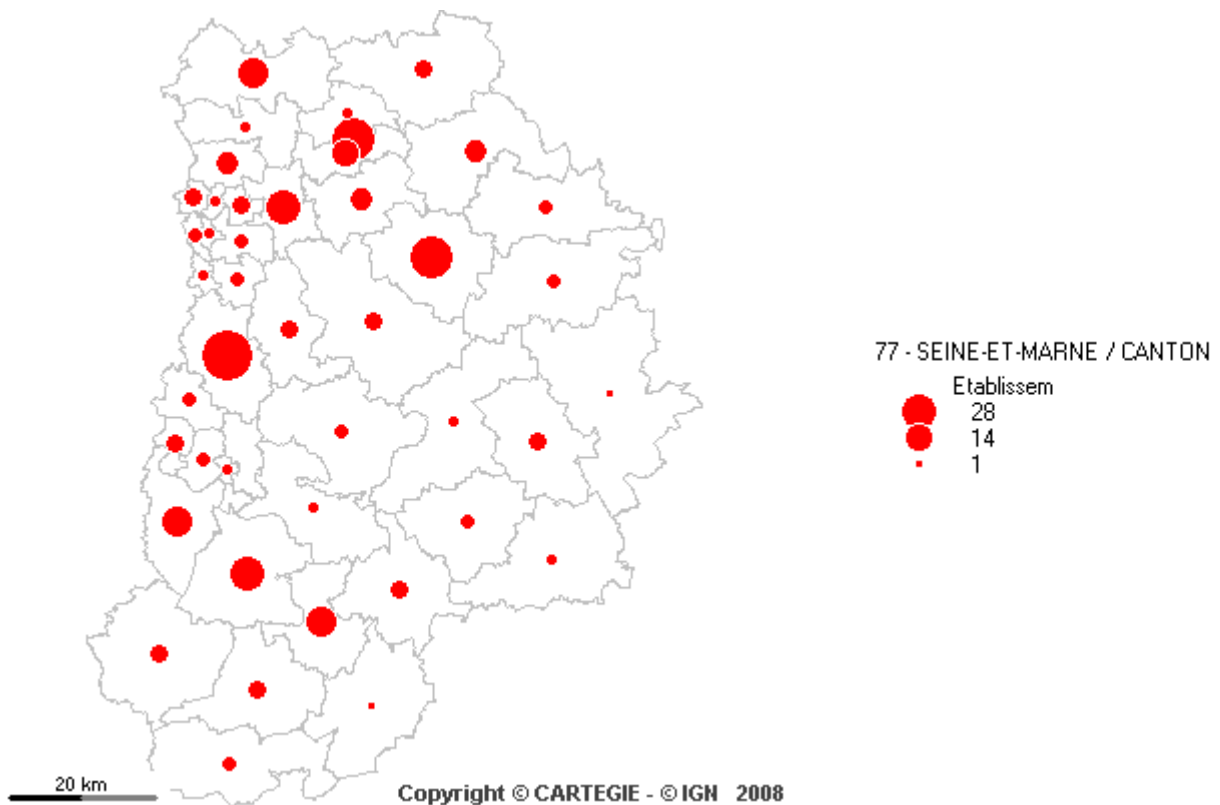 77 - SEINE-ET-MARNE / CANTON
Etablissem
28
14
1
20 km
Copyright © CARTEGIE - © IGN 2008